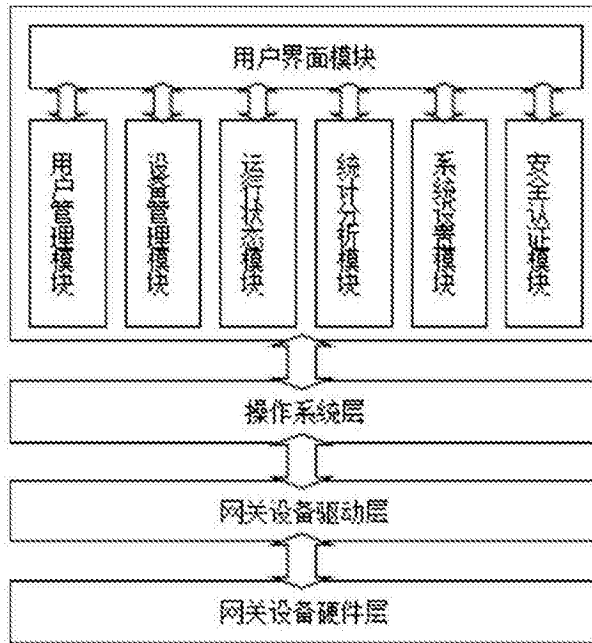 用户界面模块
用户管理模块
设备管理模块
运行状态模块
统计分析模块
系统设置模块
安全认证模块
操作系统层
网关设备驱动层
网关设备硬件层